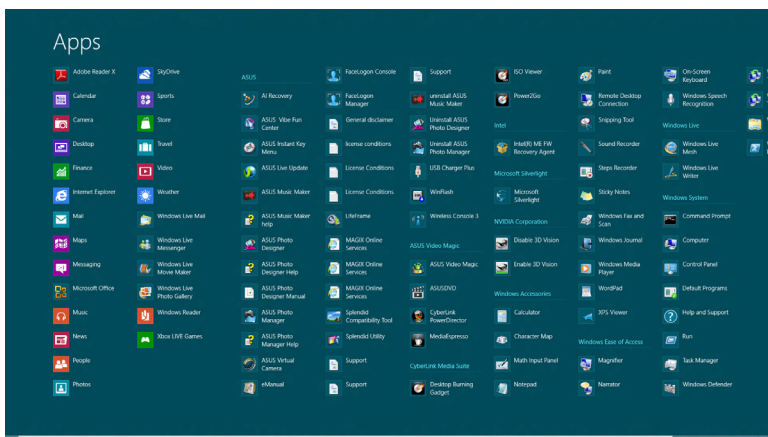 Apps
Adobe Reader X
Calendar
Camera
Desktop
Finance
Internet Explorer
Mail
Maps
Messaging
Microsoft Office
Music
News
People
Photos
SkyDrive
Sports
Store
Travel
Video
Weather
Windows Live Mail
Windows Live
Messenger
Windows Live
Movie Maker
Windows Live
Photo Gallery
Windows Reader
Xbox LIVE Games
ASUS
AI Recovery
ASUS Vibe Fun
Center
ASUS Instant Key
Menu
ASUS Live Update
ASUS Music Maker
ASUS Music Maker
help
ASUS Photo
Designer
ASUS Photo
Designer Help
ASUS Photo
Designer Manual
ASUS Photo
Manager
ASUS Photo
Manager Help
ASUS Virtual
Camera
eManual
FaceLogon Console
FaceLogon
Manager
General disclaimer
license conditions
License Conditions
License Conditions
LifeFrame
MAGIX Online
Services
MAGIX Online
Services
MAGIX Online
Services
Splendid
Compatibility Tool
Splendid Utility
Support
Support
Support
uninstall ASUS
Music Maker
Uninstall ASUS
Photo Designer
Uninstall ASUS
Photo Manager
USB Charger Plus
WinFlash
Wireless Console 3
ASUS Video Magic
ASUS Video Magic
ASUSDVD
CyberLink
PowerDirector
MediaEspresso
CyberLink Media Suite
Desktop Burning
Gadget
ISO Viewer
Power2Go
Intel
Intel(R) ME FW
Recovery Agent
Microsoft Silverlight
Microsoft
Silverlight
NVIDIA Corporation
Disable 3D Vision
Enable 3D Vision
Windows Accessories
Calculator
Character Map
Math Input Panel
Notepad
Paint
Remote Desktop
Connection
Snipping Tool
Sound Recorder
Steps Recorder
Sticky Notes
Windows Fax and
Scan
Windows Journal
Windows Media
Player
WordPad
XPS Viewer
Windows Ease of Access
Magnifier
Narrator
On-Screen
Keyboard
Windows Speech
Recognition
Windows Live
Windows Live
Mesh
Windows Live
Writer
Windows System
Command Prompt
Computer
Control Panel
Default Programs
Help and Support
Run
Task Manager
Windows Defender